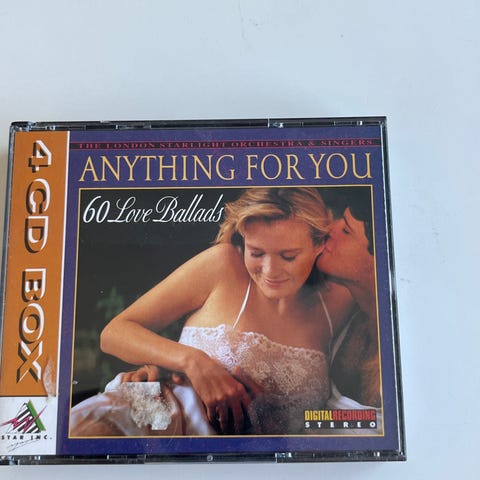 THE LONDON STARLIGHT ORCHESTRA & SINGERS
ANYTHING FOR YOU
60 Love Ballads
4 CD BOX
DIGITAL RECORDING
STEREO
STAR INC.